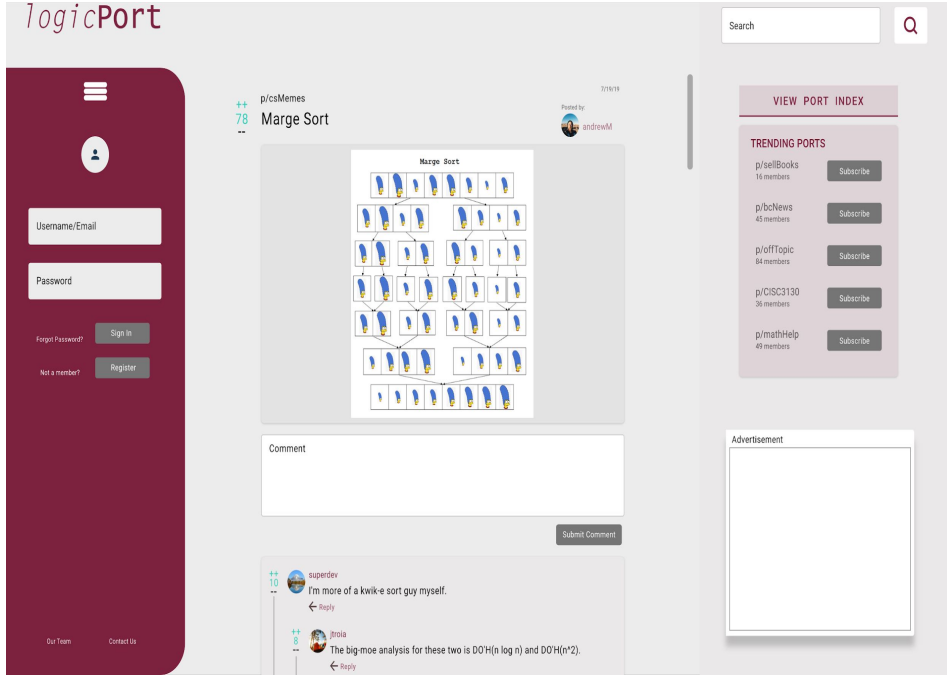 logicPort
Username/Email
Password
Forgot Password?
Sign In
Not a member?
Register
Our Team
Contact Us
p/csMemes
++
78
--
Marge Sort
7/19/19
Posted by:
andrewM
Marge Sort
Comment
Submit Comment
++
10
--
superdev
I'm more of a kwik-e sort guy myself.
Reply
++
8
--
jtroia
The big-moe analysis for these two is DO'H(n log n) and DO'H(n^2).
Reply
Search
VIEW PORT INDEX
TRENDING PORTS
p/sellBooks
16 members
Subscribe
p/bcNews
45 members
Subscribe
p/offTopic
84 members
Subscribe
p/CISC3130
36 members
Subscribe
p/mathHelp
49 members
Subscribe
Advertisement